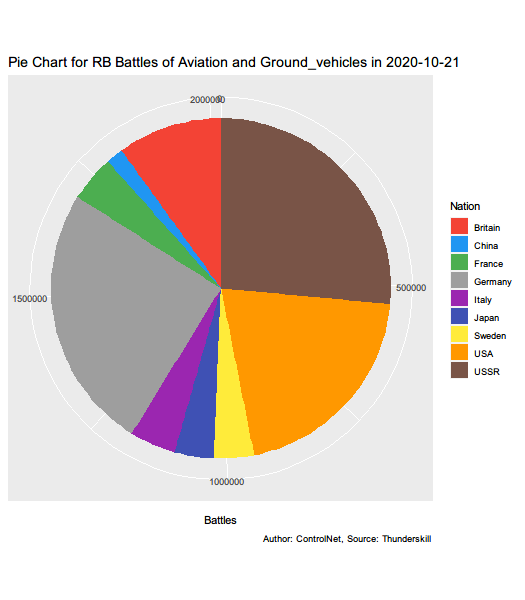 Pie Chart for RB Battles of Aviation and Ground_vehicles in 2020-10-21
2000000
0
500000
1000000
1500000
Nation
Britain
China
France
Germany
Italy
Japan
Sweden
USA
USSR
Battles
Author: ControlNet, Source: Thunderskill